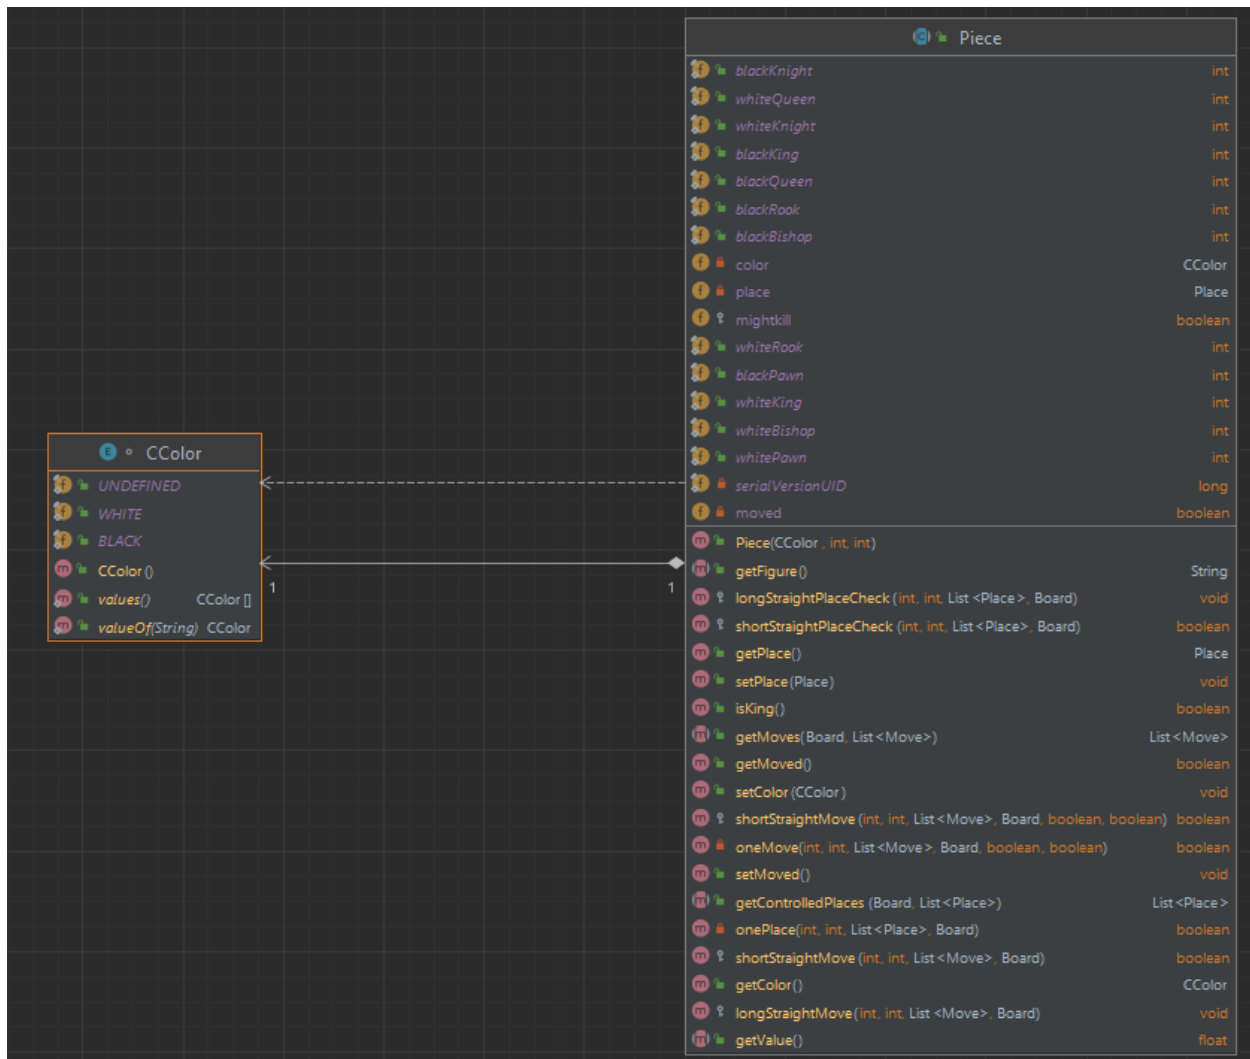 Piece
blackKnight int
whiteQueen int
whiteKnight int
blackKing int
blackQueen int
blackRook int
blackBishop int
color CColor
place Place
mightkill boolean
whiteRook int
blackPawn int
whiteKing int
whiteBishop int
whitePawn int
serialVersionUID long
moved boolean
Piece(CColor, int, int)
getFigure() String
longStraightPlaceCheck(int, int, List<Place>, Board) void
shortStraightPlaceCheck(int, int, List<Place>, Board) boolean
getPlace() Place
setPlace(Place) void
isKing() boolean
getMoves(Board, List<Move>) List<Move>
getMoved() boolean
setColor(CColor) void
shortStraightMove(int, int, List<Move>, Board, boolean, boolean) boolean
oneMove(int, int, List<Move>, Board, boolean, boolean) boolean
setMoved() void
getControlledPlaces(Board, List<Place>) List<Place>
onePlace(int, int, List<Place>, Board) boolean
shortStraightMove(int, int, List<Move>, Board) boolean
getColor() CColor
longStraightMove(int, int, List<Move>, Board) void
getValue() float
CColor
UNDEFINED
WHITE
BLACK
CColor()
values() CColor[]
valueOf(String) CColor
1
1